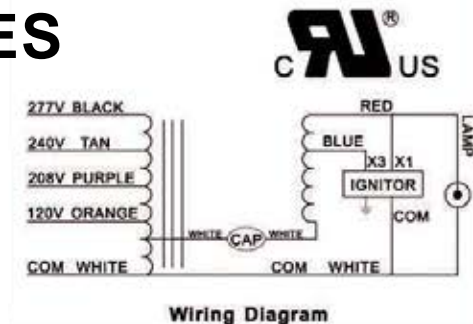 ES
C RU ® US
277V BLACK
240V TAN
208V PURPLE
120V ORANGE
COM WHITE
WHITE CAP WHITE
COM WHITE
RED
BLUE
X3 X1
IGNITOR
COM
LAMP
Wiring Diagram